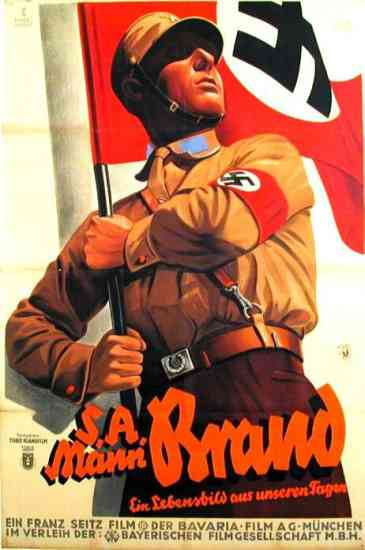 S.A.
Mann Brand
Ein Lebensbild aus unseren Tagen
EIN FRANZ SEITZ FILM DER BAVARIA-FILM A G-MÜNCHEN
IM VERLEIH DER: BAYERISCHEN FILMGESELLSCHAFT M.B.H.